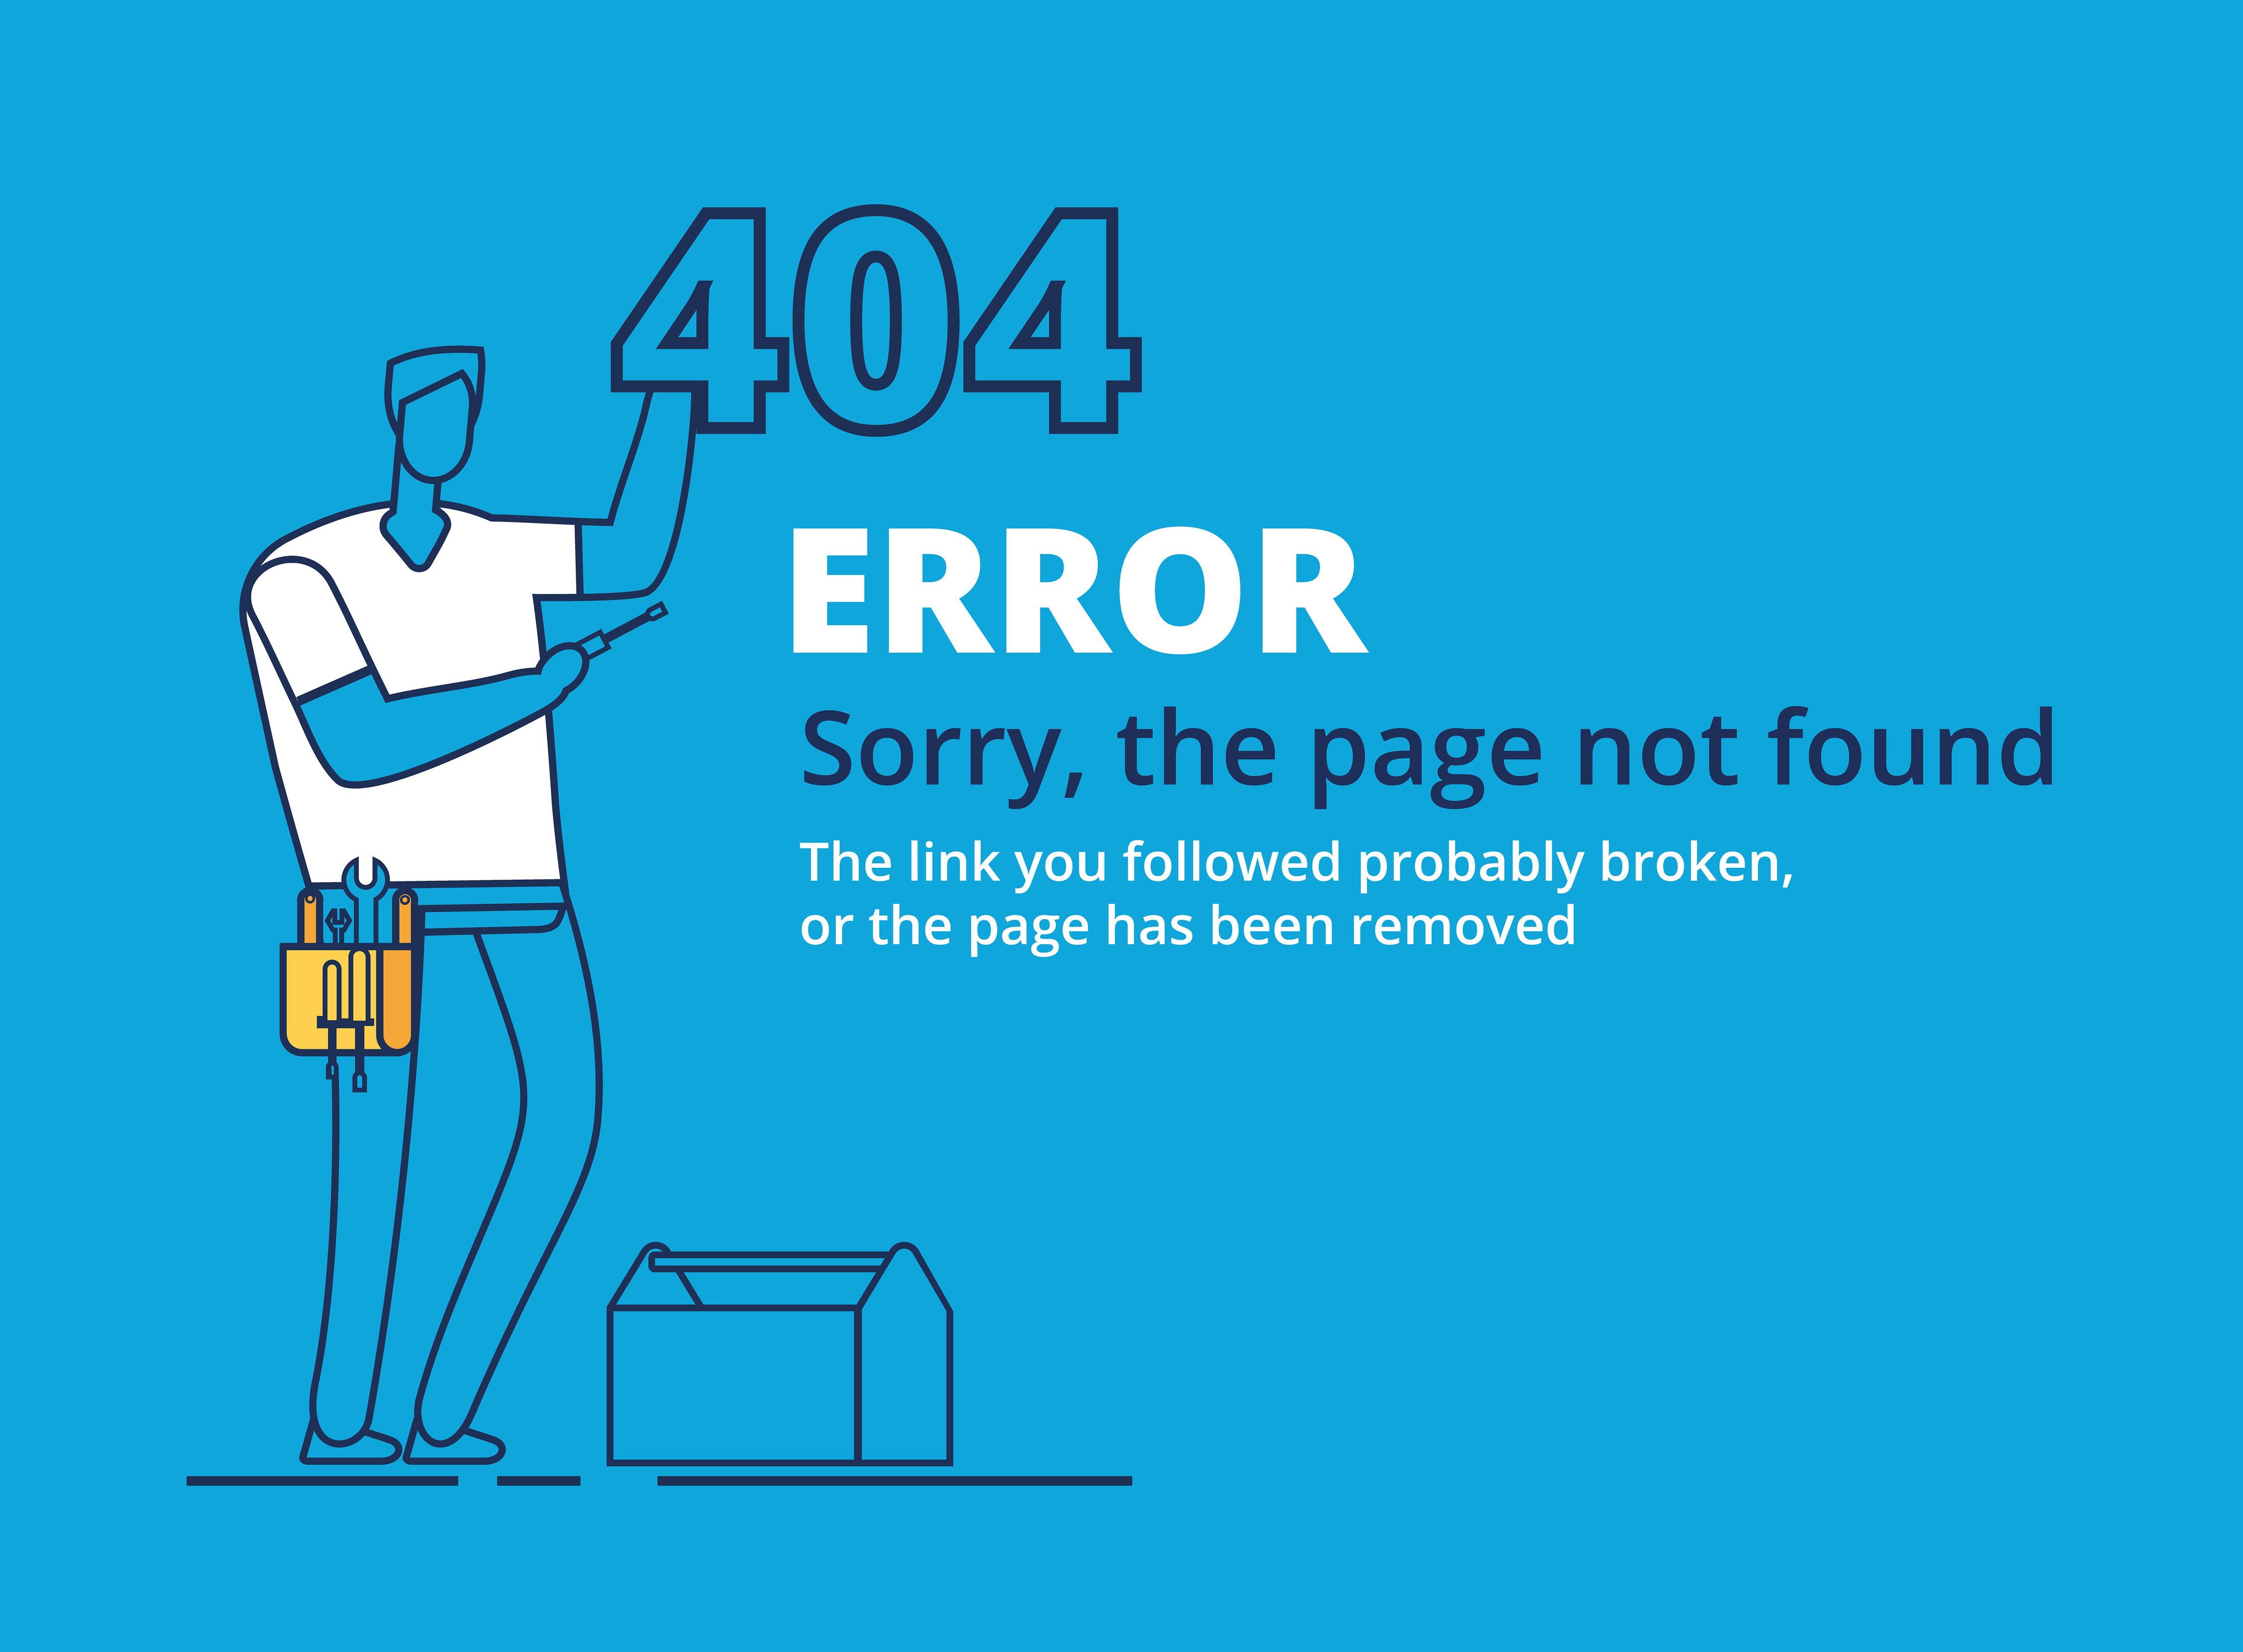 404
ERROR
Sorry, the page not found
The link you followed probably broken,
or the page has been removed